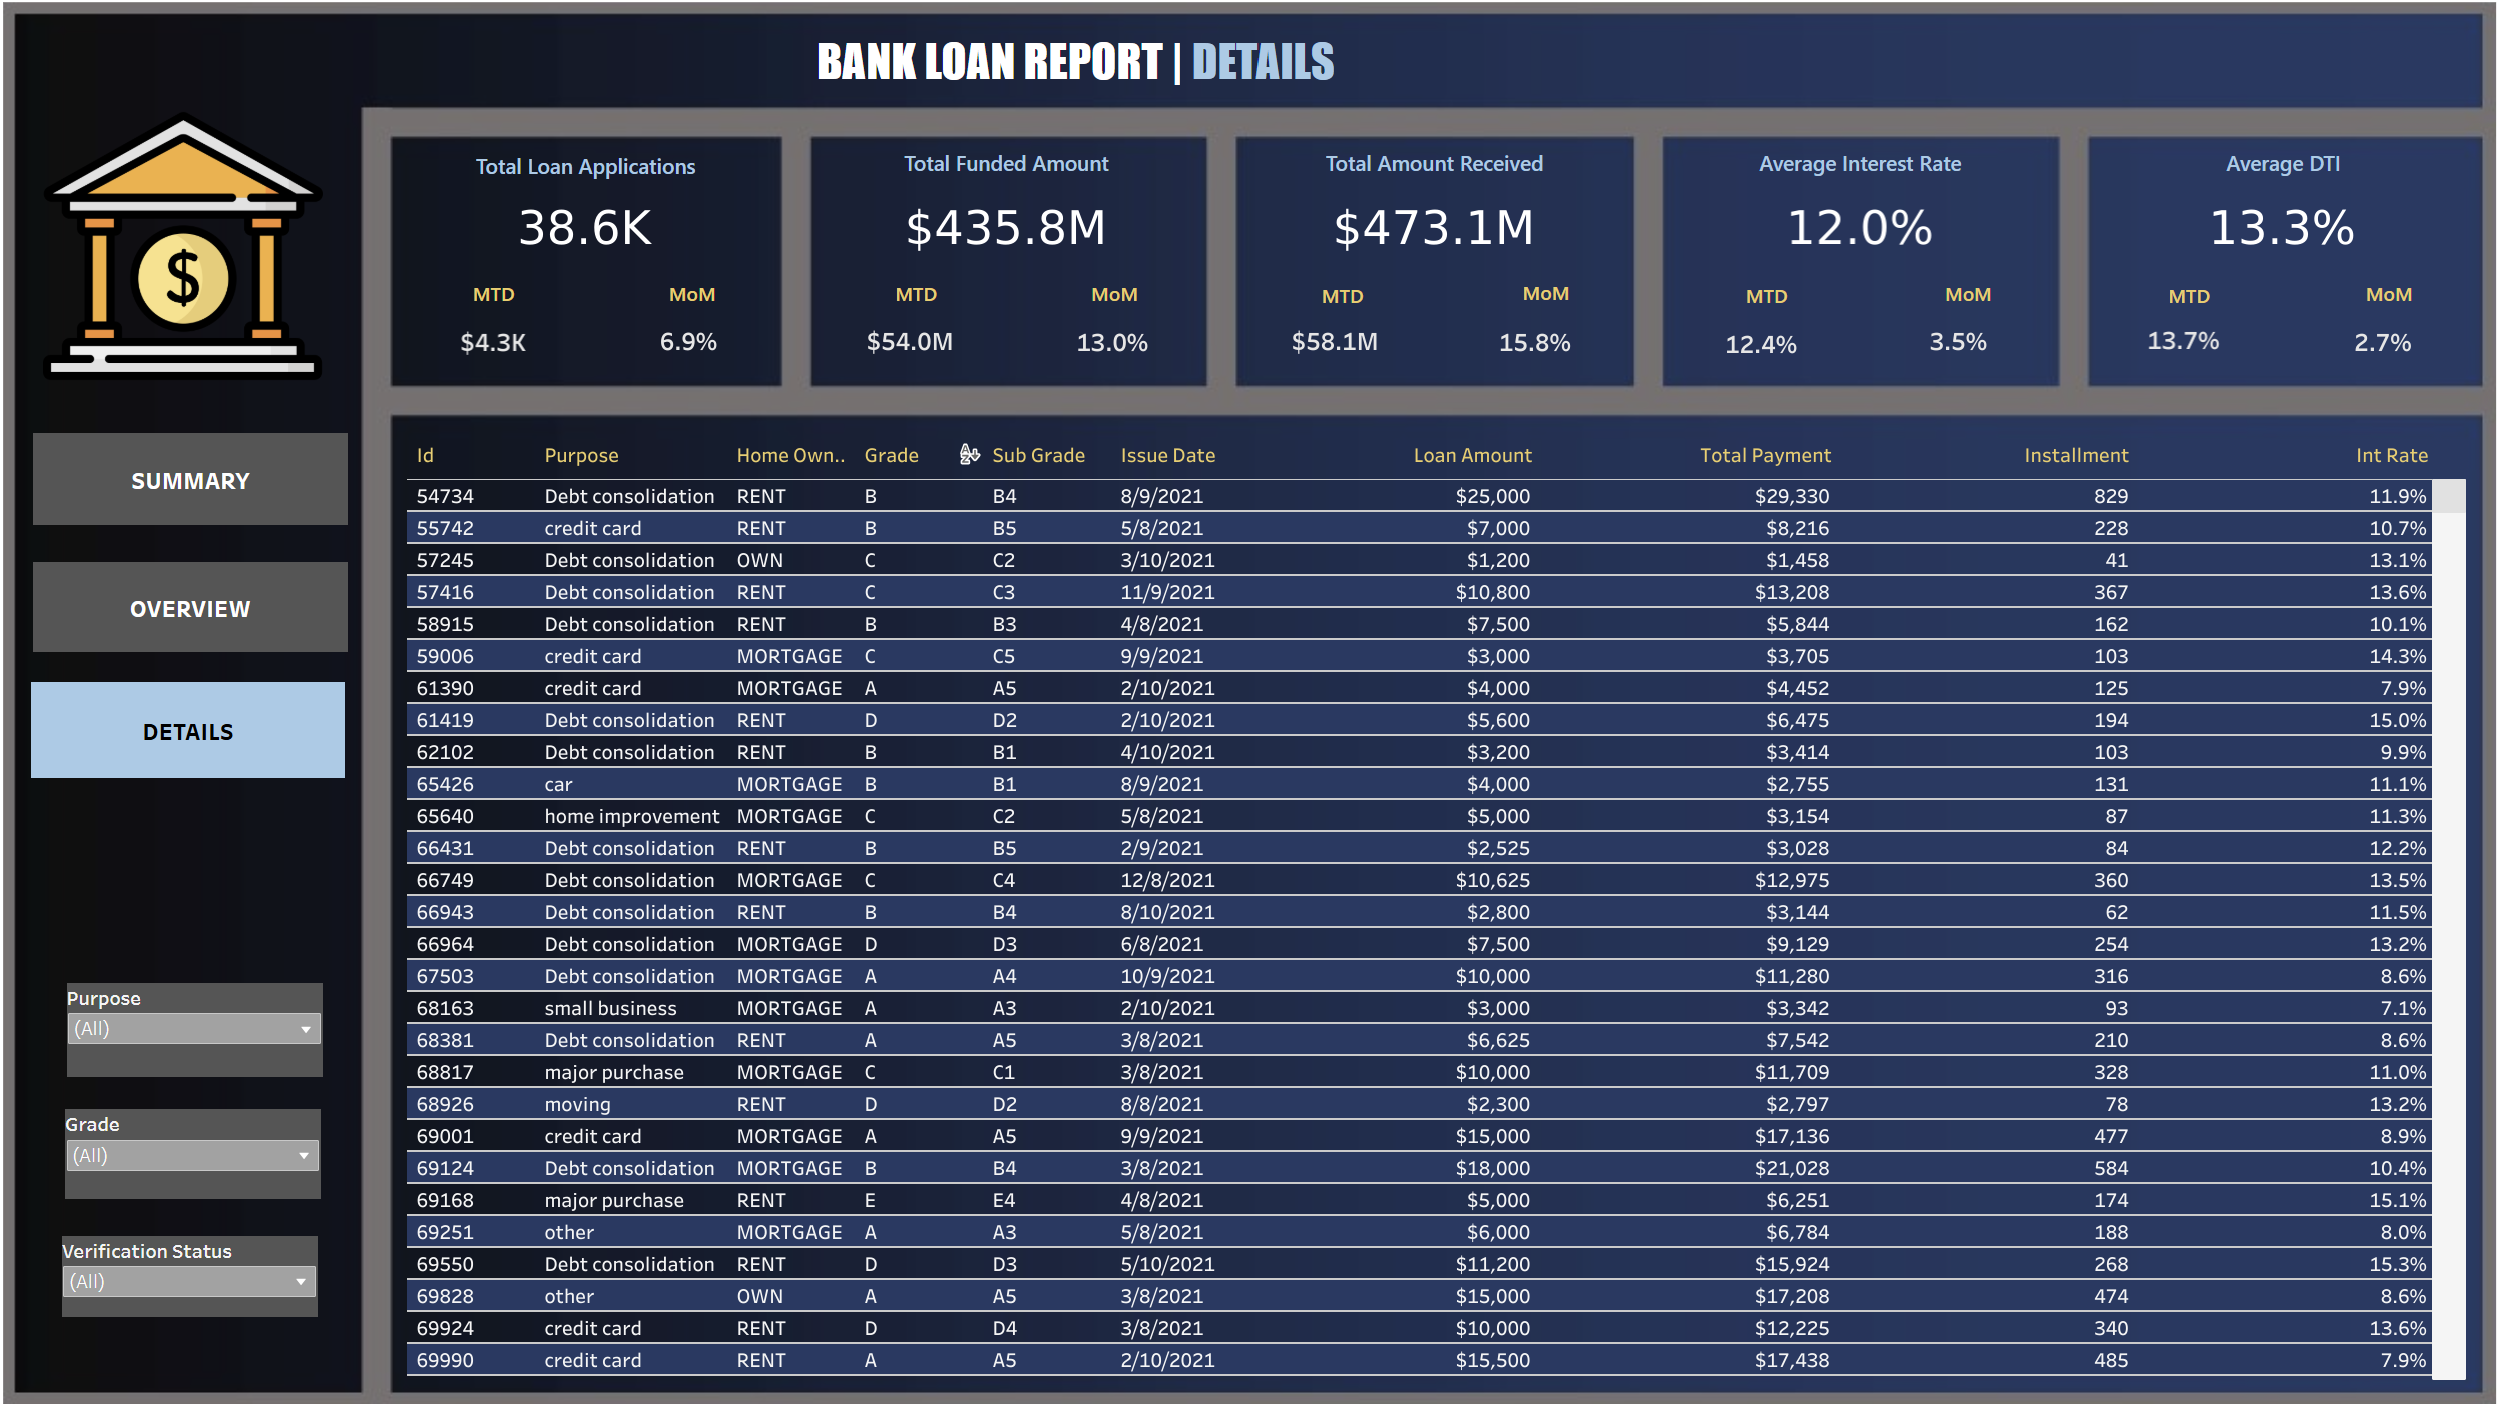 BANK LOAN REPORT | DETAILS
$
SUMMARY
OVERVIEW
DETAILS
Purpose
(All)
Grade
(All)
Verification Status
(All)
Total Loan Applications
38.6K
MTD MoM
$4.3K 6.9%
Total Funded Amount
$435.8M
MTD MoM
$54.0M 13.0%
Total Amount Received
$473.1M
MTD MoM
$58.1M 15.8%
Average Interest Rate
12.0%
MTD MoM
12.4% 3.5%
Average DTI
13.3%
MTD MoM
13.7% 2.7%
Id Purpose Home Own.. Grade Sub Grade Issue Date Loan Amount Total Payment Installment Int Rate
54734 Debt consolidation RENT B B4 8/9/2021 $25,000 $29,330 829 11.9%
55742 credit card RENT B B5 5/8/2021 $7,000 $8,216 228 10.7%
57245 Debt consolidation OWN C C2 3/10/2021 $1,200 $1,458 41 13.1%
57416 Debt consolidation RENT C C3 11/9/2021 $10,800 $13,208 367 13.6%
58915 Debt consolidation RENT B B3 4/8/2021 $7,500 $5,844 162 10.1%
59006 credit card MORTGAGE C C5 9/9/2021 $3,000 $3,705 103 14.3%
61390 credit card MORTGAGE A A5 2/10/2021 $4,000 $4,452 125 7.9%
61419 Debt consolidation RENT D D2 2/10/2021 $5,600 $6,475 194 15.0%
62102 Debt consolidation RENT B B1 4/10/2021 $3,200 $3,414 103 9.9%
65426 car MORTGAGE B B1 8/9/2021 $4,000 $2,755 131 11.1%
65640 home improvement MORTGAGE C C2 5/8/2021 $5,000 $3,154 87 11.3%
66431 Debt consolidation RENT B B5 2/9/2021 $2,525 $3,028 84 12.2%
66749 Debt consolidation MORTGAGE C C4 12/8/2021 $10,625 $12,975 360 13.5%
66943 Debt consolidation RENT B B4 8/10/2021 $2,800 $3,144 62 11.5%
66964 Debt consolidation MORTGAGE D D3 6/8/2021 $7,500 $9,129 254 13.2%
67503 Debt consolidation MORTGAGE A A4 10/9/2021 $10,000 $11,280 316 8.6%
68163 small business MORTGAGE A A3 2/10/2021 $3,000 $3,342 93 7.1%
68381 Debt consolidation RENT A A5 3/8/2021 $6,625 $7,542 210 8.6%
68817 major purchase MORTGAGE C C1 3/8/2021 $10,000 $11,709 328 11.0%
68926 moving RENT D D2 8/8/2021 $2,300 $2,797 78 13.2%
69001 credit card MORTGAGE A A5 9/9/2021 $15,000 $17,136 477 8.9%
69124 Debt consolidation MORTGAGE B B4 3/8/2021 $18,000 $21,028 584 10.4%
69168 major purchase RENT E E4 4/8/2021 $5,000 $6,251 174 15.1%
69251 other MORTGAGE A A3 5/8/2021 $6,000 $6,784 188 8.0%
69550 Debt consolidation RENT D D3 5/10/2021 $11,200 $15,924 268 15.3%
69828 other OWN A A5 3/8/2021 $15,000 $17,208 474 8.6%
69924 credit card RENT D D4 3/8/2021 $10,000 $12,225 340 13.6%
69990 credit card RENT A A5 2/10/2021 $15,500 $17,438 485 7.9%